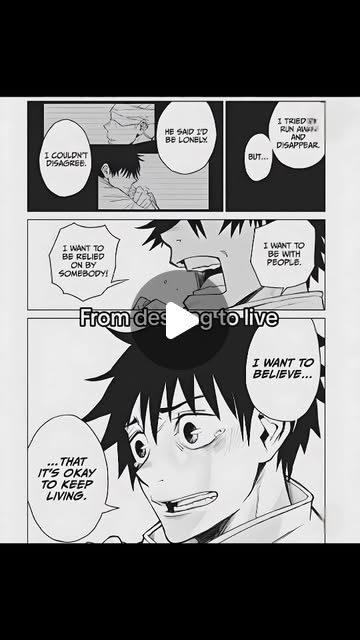 I TRIED
RUN
AND
DISAPPEAR.
BUT...
HE SAID I'D
BE LONELY.
I COULDN'T
DISAGREE.
I WANT TO
BE WITH
PEOPLE.
I WANT TO
BE RELIED
ON BY
SOMEBODY!
From to live
I WANT TO
BELIEVE...
...THAT
IT'S OKAY
TO KEEP
LIVING.